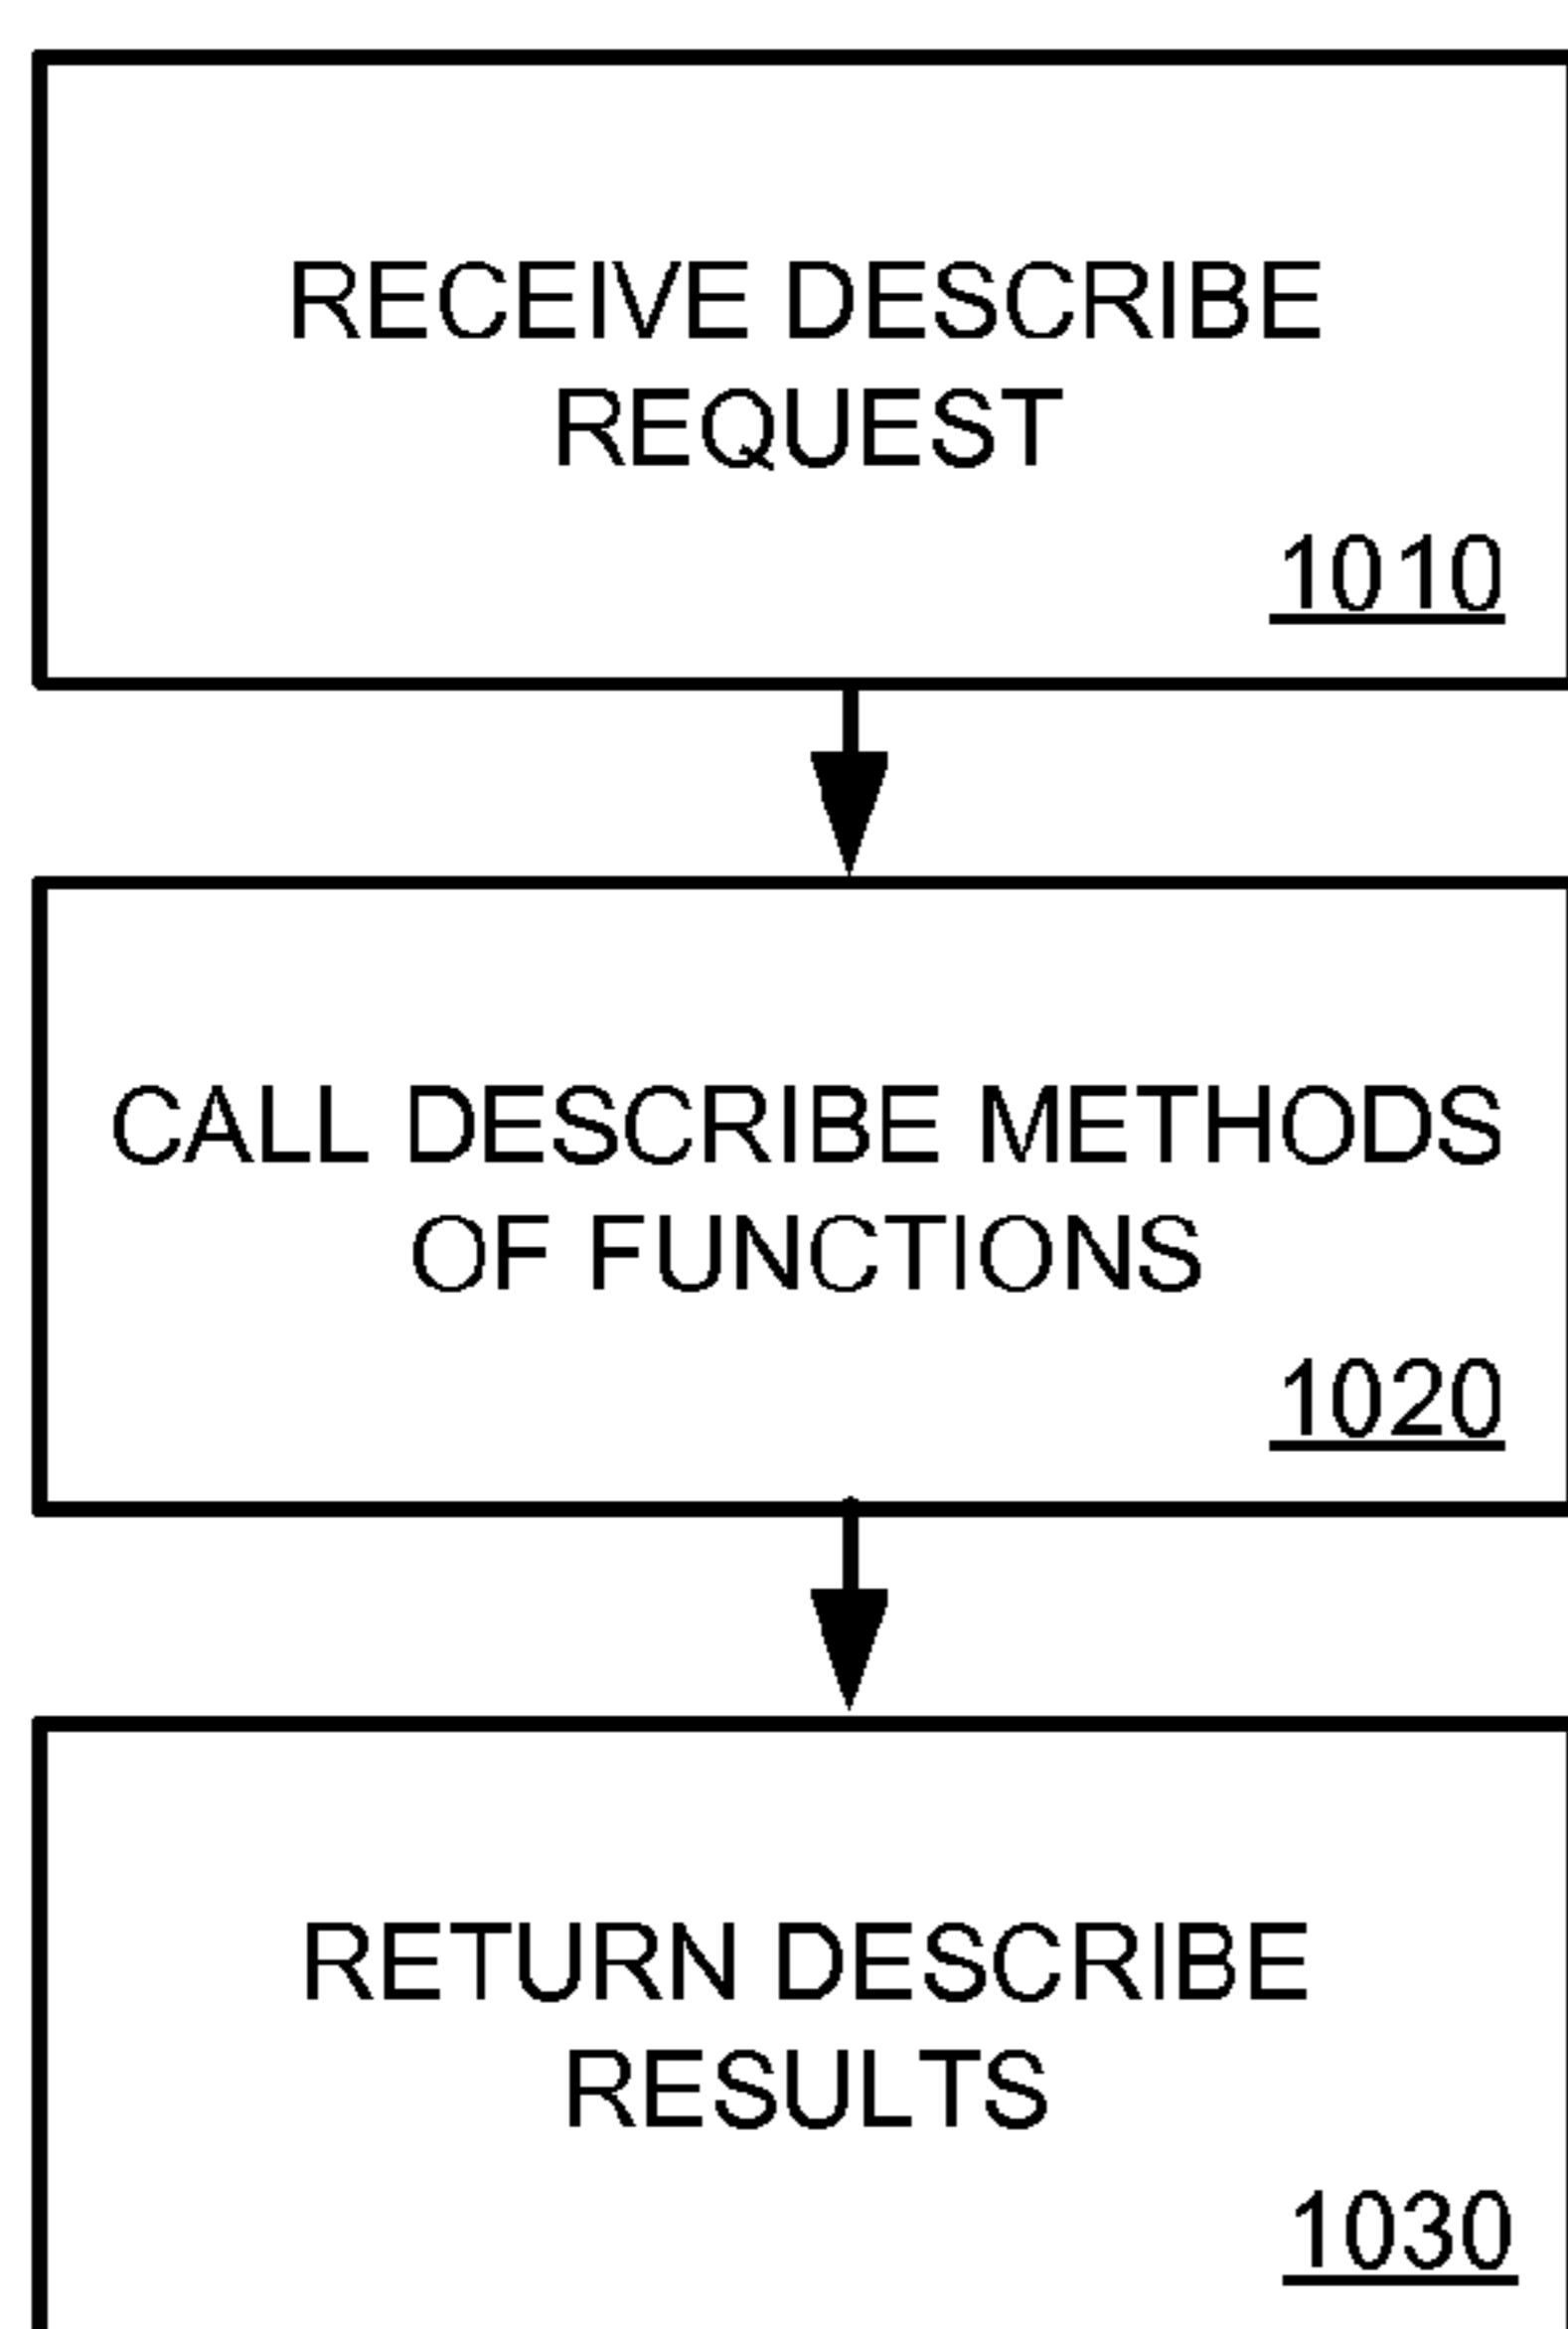 RECEIVE DESCRIBE
REQUEST
1010
CALL DESCRIBE METHODS
OF FUNCTIONS
1020
RETURN DESCRIBE
RESULTS
1030